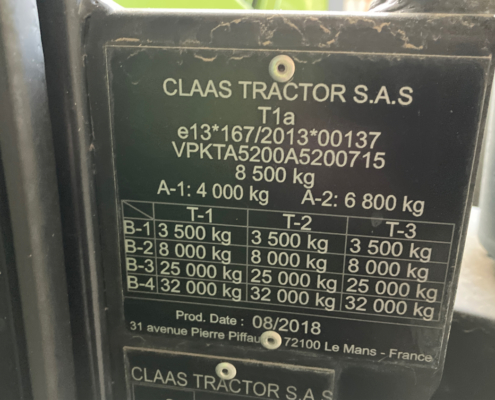 CLAAS TRACTOR S.A.S
T1a
e13*167/2013*00137
VPKTA5200A5200715
8 500 kg
A-1: 4 000 kg A-2: 6 800 kg
T-1 T-2 T-3
B-1 3 500 kg 3 500 kg 3 500 kg
B-2 8 000 kg 8 000 kg 8 000 kg
B-3 25 000 kg 25 000 kg 25 000 kg
B-4 32 000 kg 32 000 kg 32 000 kg
Prod. Date : 08/2018
31 avenue Pierre 72100 Le Mans - France
CLAAS TRACTOR S.A.S